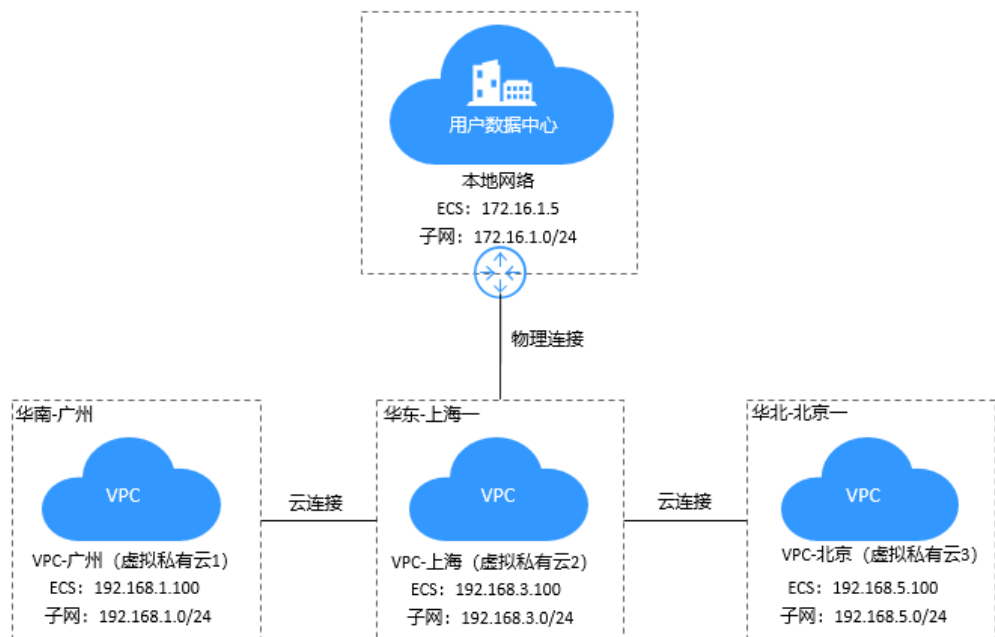 用户数据中心
本地网络
ECS：172.16.1.5
子网：172.16.1.0/24
物理连接
华南-广州
VPC
VPC-广州（虚拟私有云1）
ECS：192.168.1.100
子网：192.168.1.0/24
云连接
华东-上海一
VPC
VPC-上海（虚拟私有云2）
ECS：192.168.3.100
子网：192.168.3.0/24
云连接
华北-北京一
VPC
VPC-北京（虚拟私有云3）
ECS：192.168.5.100
子网：192.168.5.0/24